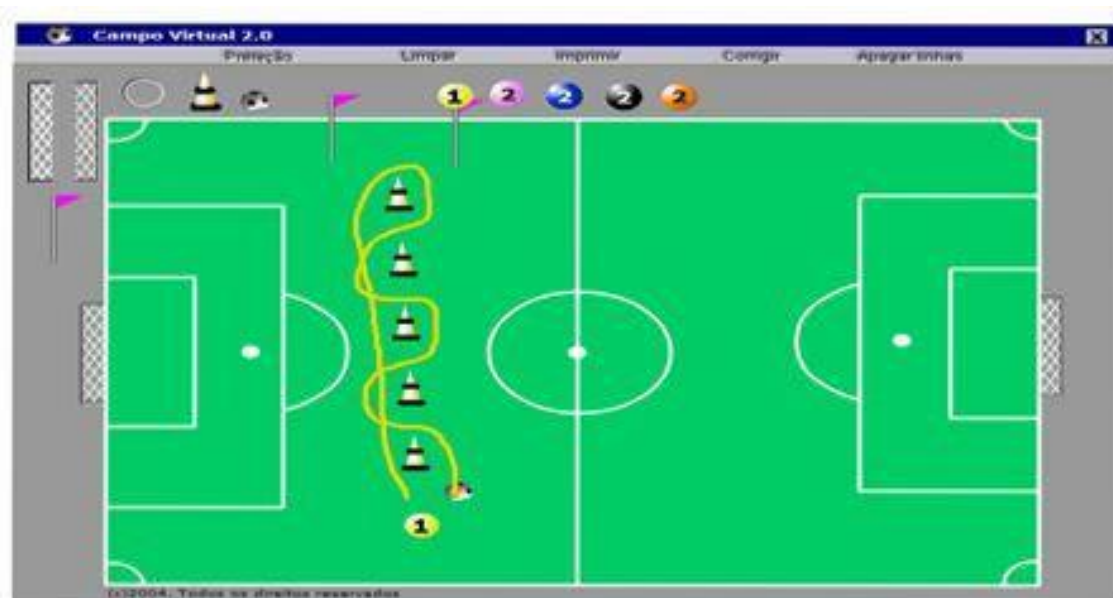 Campo Virtual 2.0
Limpar Imprimir Corrigir Apagar linhas
1 2 2 2 2
1
(c)2004. Todos os direitos reservados